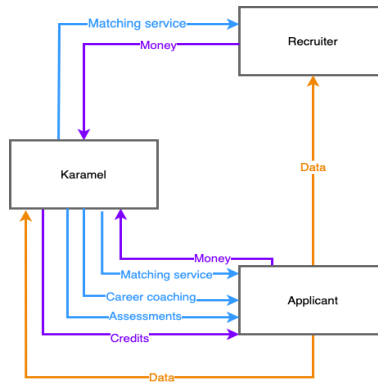 Matching service
Recruiter
Money
Karamel
Data
Money
Matching service
Career coaching
Applicant
Assessments
Credits
Data